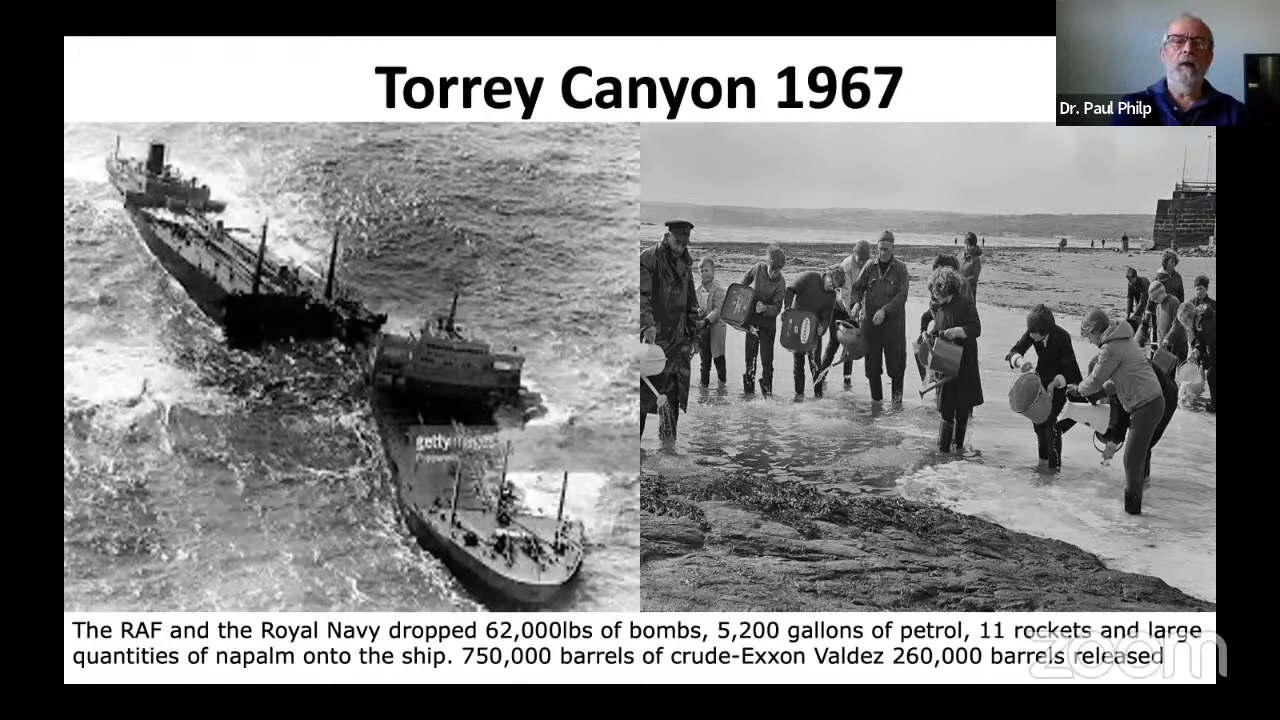 Torrey Canyon 1967
Dr. Paul Philp
gettyimages
The RAF and the Royal Navy dropped 62,000lbs of bombs, 5,200 gallons of petrol, 11 rockets and large
quantities of napalm onto the ship. 750,000 barrels of crude-Exxon Valdez 260,000 barrels released
zoom